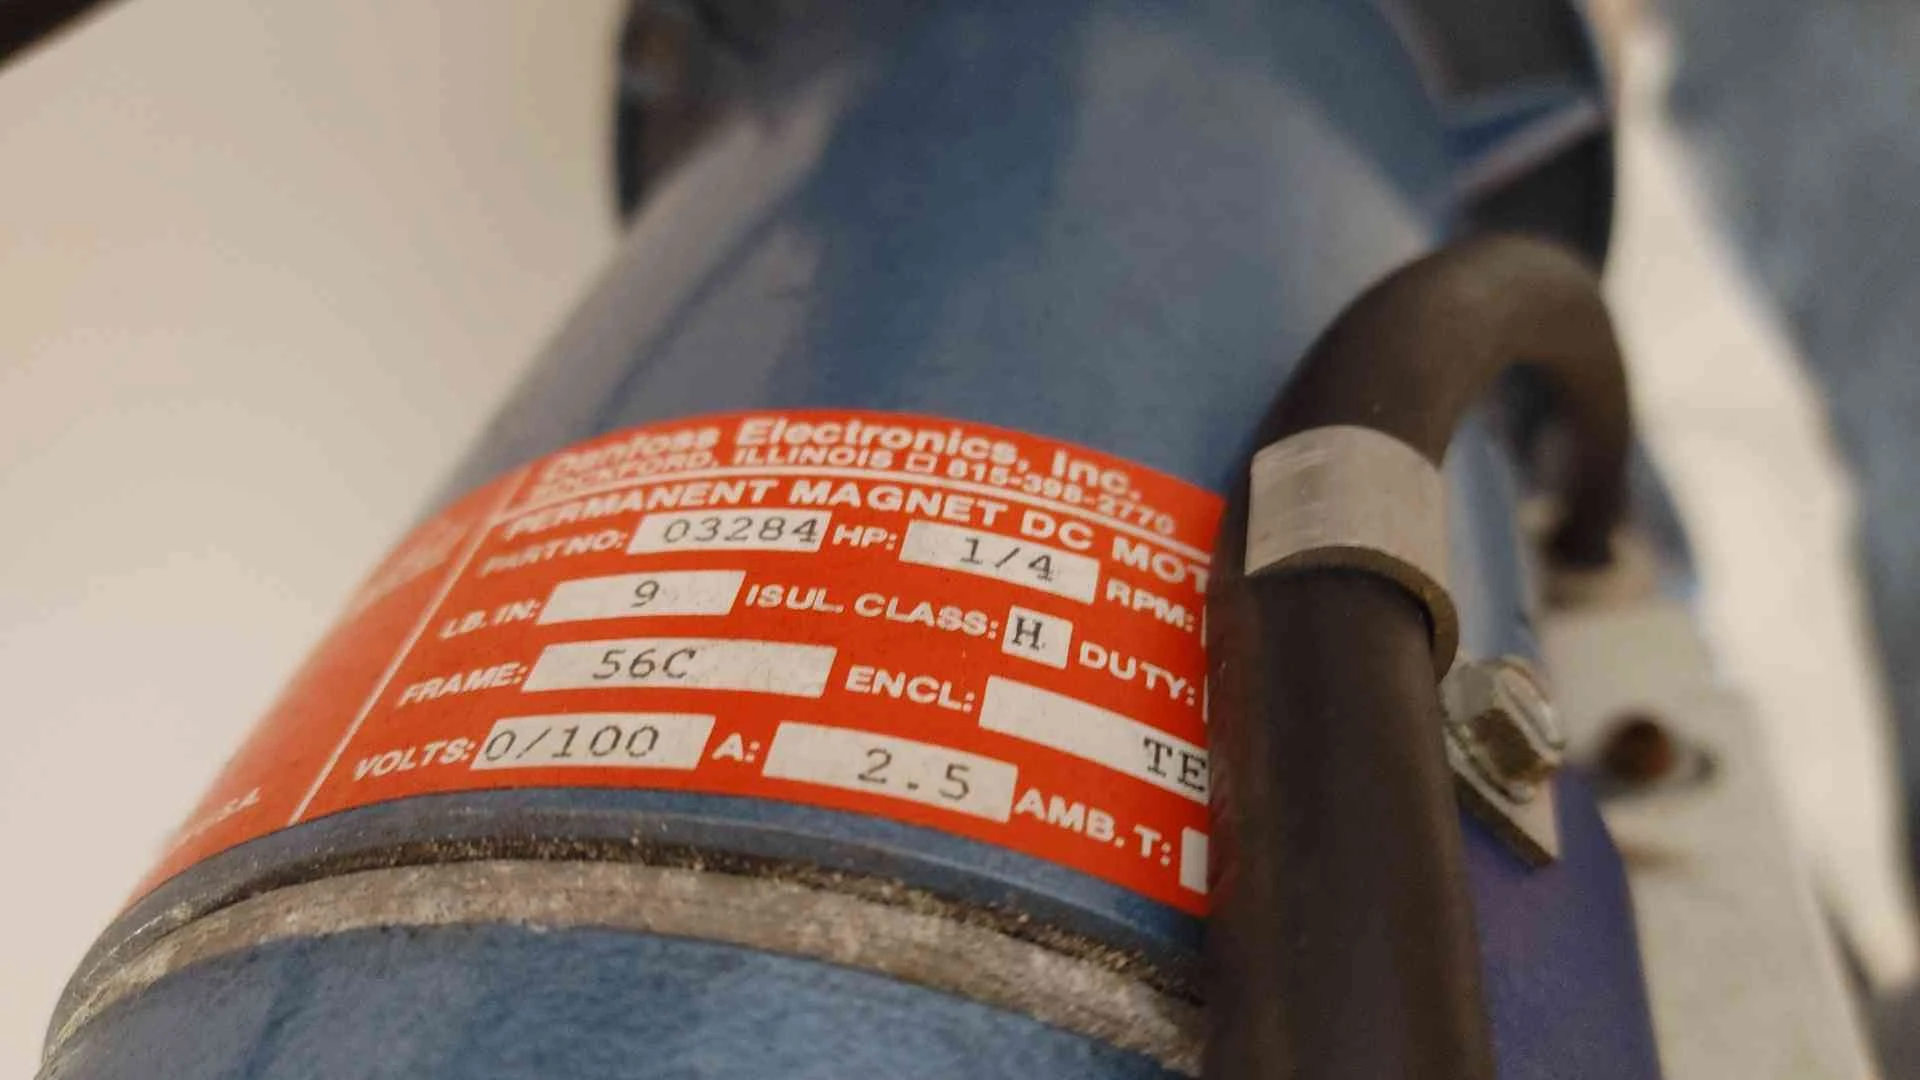 Danfoss Electronics, Inc.
ROCKFORD, ILLINOIS □ 815-398-2770
PERMANENT MAGNET DC MOT
PART NO: 03284 HP: 1/4 RPM:
LB. IN: 9 ISUL. CLASS: H DUTY:
FRAME: 56C ENCL: TE
VOLTS: 0/100 A: 2.5 AMB. T:
U.S.A.